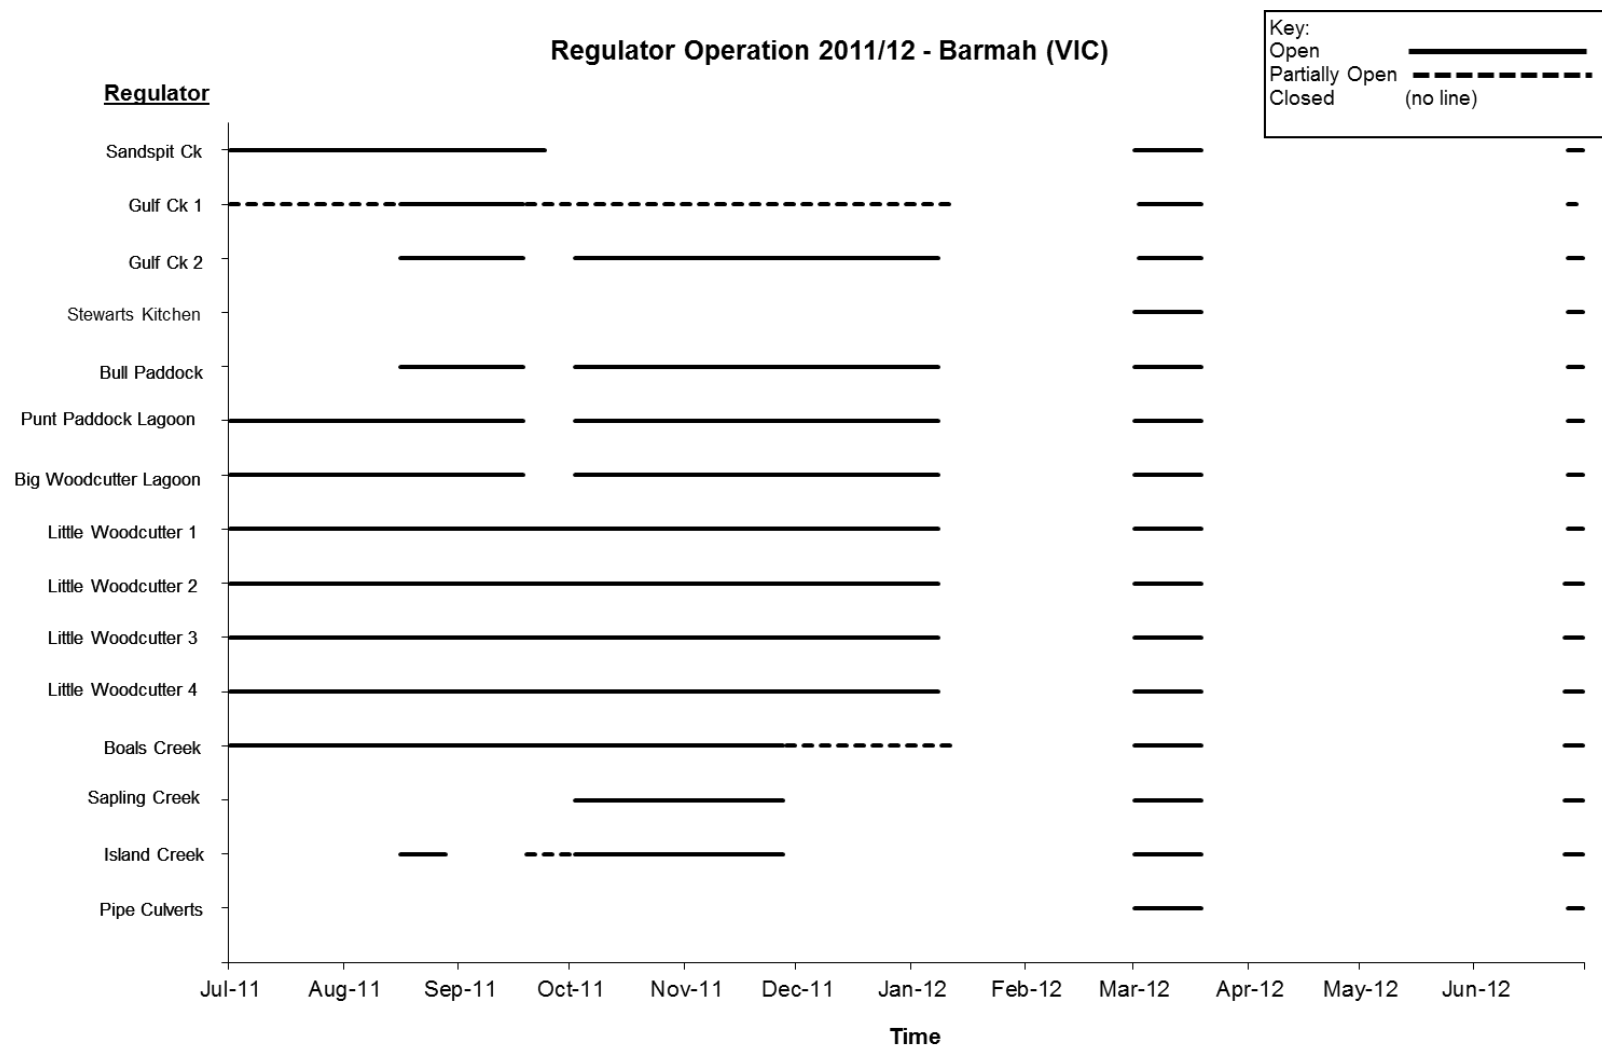 Regulator Operation 2011/12 - Barmah (VIC)
Key:
Open
Partially Open
Closed (no line)
Regulator
Sandspit Ck
Gulf Ck 1
Gulf Ck 2
Stewarts Kitchen
Bull Paddock
Punt Paddock Lagoon
Big Woodcutter Lagoon
Little Woodcutter 1
Little Woodcutter 2
Little Woodcutter 3
Little Woodcutter 4
Boals Creek
Sapling Creek
Island Creek
Pipe Culverts
Jul-11 Aug-11 Sep-11 Oct-11 Nov-11 Dec-11 Jan-12 Feb-12 Mar-12 Apr-12 May-12 Jun-12
Time